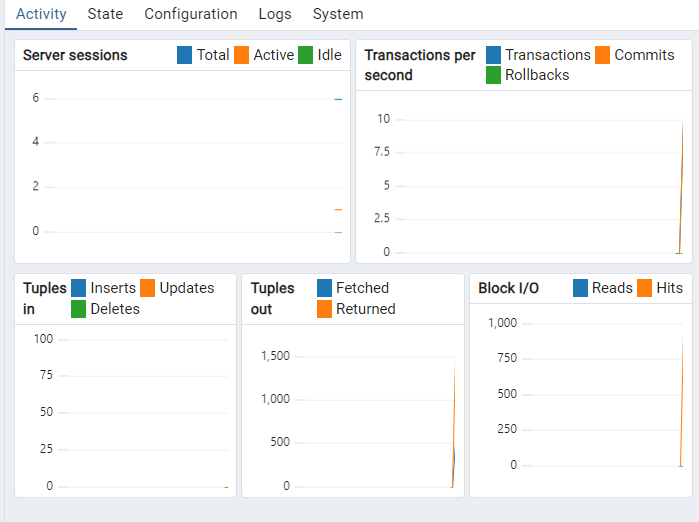 Activity State Configuration Logs System
Server sessions Total Active Idle
6
4
2
0
Transactions per second Transactions Commits
Rollbacks
10
7.5
5
2.5
0
Tuples in Inserts Updates
Deletes
100
75
50
25
0
Tuples out Fetched
Returned
1,500
1,000
500
0
Block I/O Reads Hits
1,000
750
500
250
0